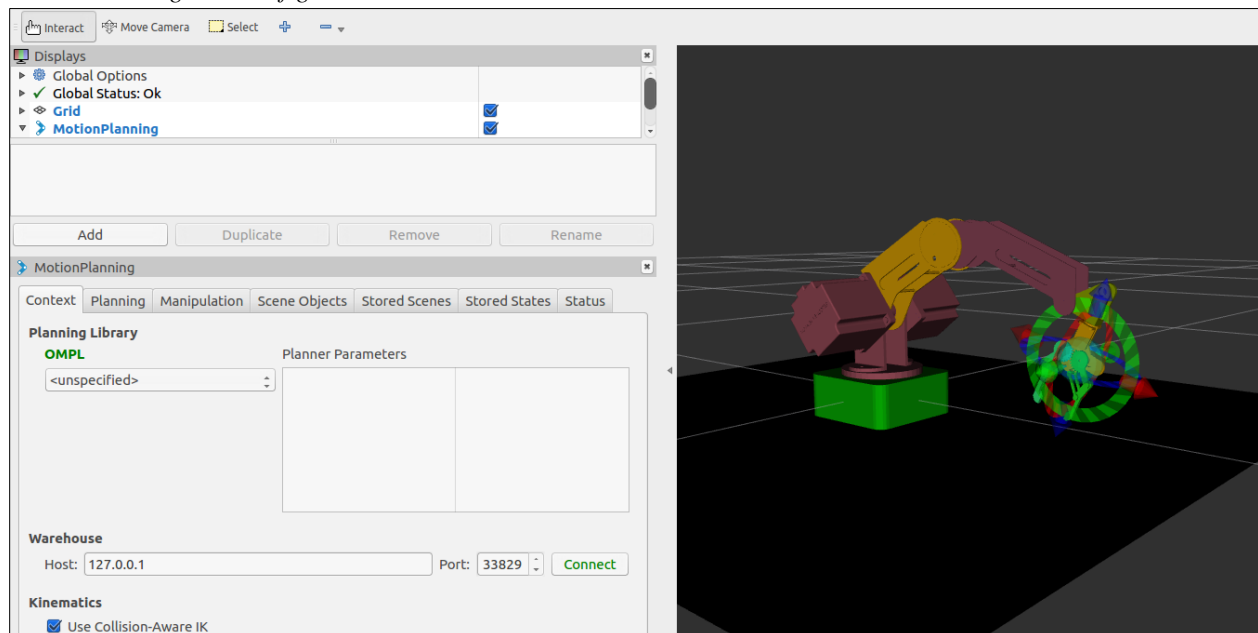 Interact Move Camera Select
Displays
Global Options
Global Status: Ok
Grid
MotionPlanning
Add Duplicate Remove Rename
MotionPlanning
Context Planning Manipulation Scene Objects Stored Scenes Stored States Status
Planning Library
OMPL Planner Parameters
<unspecified>
Warehouse
Host: 127.0.0.1 Port: 33829 Connect
Kinematics
Use Collision-Aware IK